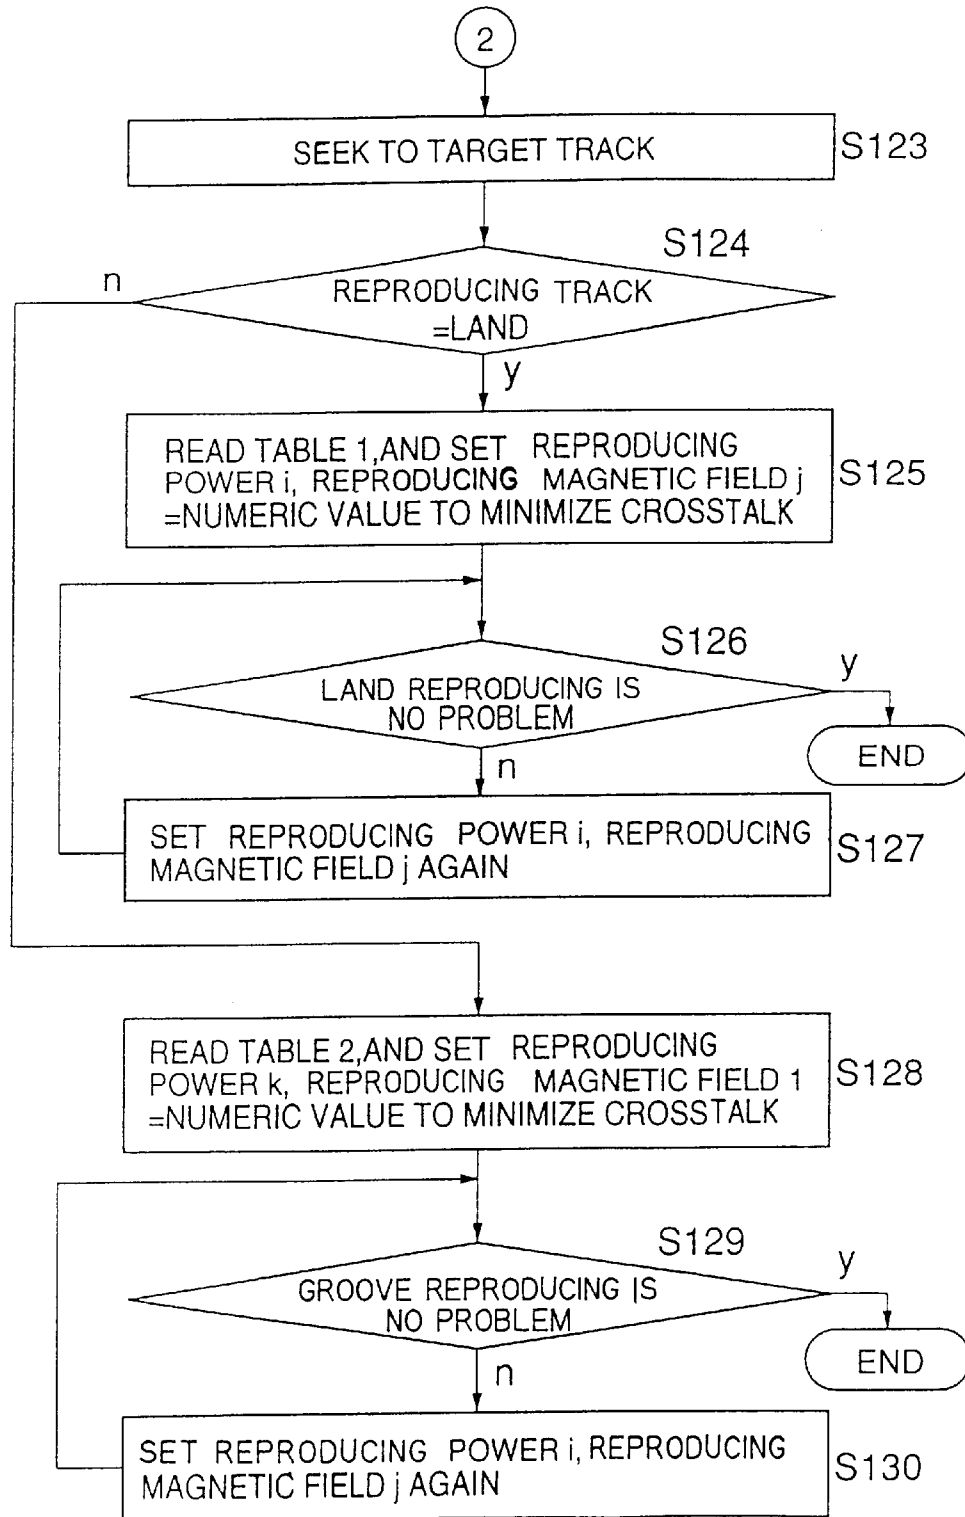 2
SEEK TO TARGET TRACK
S123
S124
n
REPRODUCING TRACK
=LAND
y
READ TABLE 1,AND SET REPRODUCING
POWER i, REPRODUCING MAGNETIC FIELD j
=NUMERIC VALUE TO MINIMIZE CROSSTALK
S125
S126
y
LAND REPRODUCING IS
NO PROBLEM
END
n
SET REPRODUCING POWER i, REPRODUCING
MAGNETIC FIELD j AGAIN
S127
READ TABLE 2,AND SET REPRODUCING
POWER k, REPRODUCING MAGNETIC FIELD 1
=NUMERIC VALUE TO MINIMIZE CROSSTALK
S128
S129
y
GROOVE REPRODUCING IS
NO PROBLEM
END
n
SET REPRODUCING POWER i, REPRODUCING
MAGNETIC FIELD j AGAIN
S130